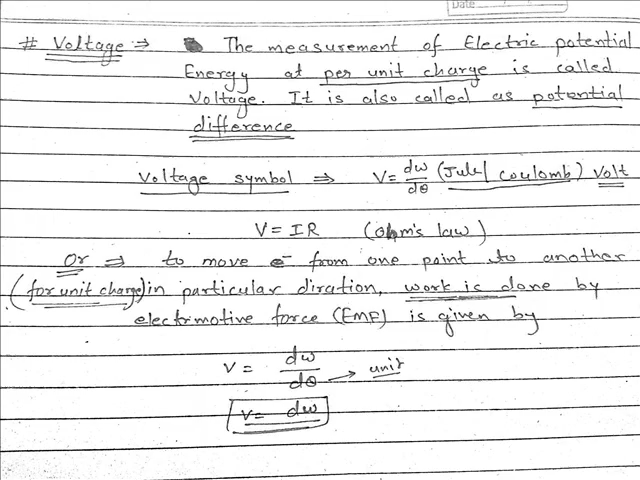 Date
# Voltage ⇒ The measurement of Electric potential
Energy at per unit charge is called
Voltage. It is also called as potential
difference
Voltage symbol ⇒ V = dw/dθ (Jule/Coulomb) Volt
V = IR (Ohm's law)
Or ⇒ to move e⁻ from one point to another
(for unit charge) in particular diration, work is done by
electrmotive force (EMF) is given by
V = dw/dθ → unit
V = dw